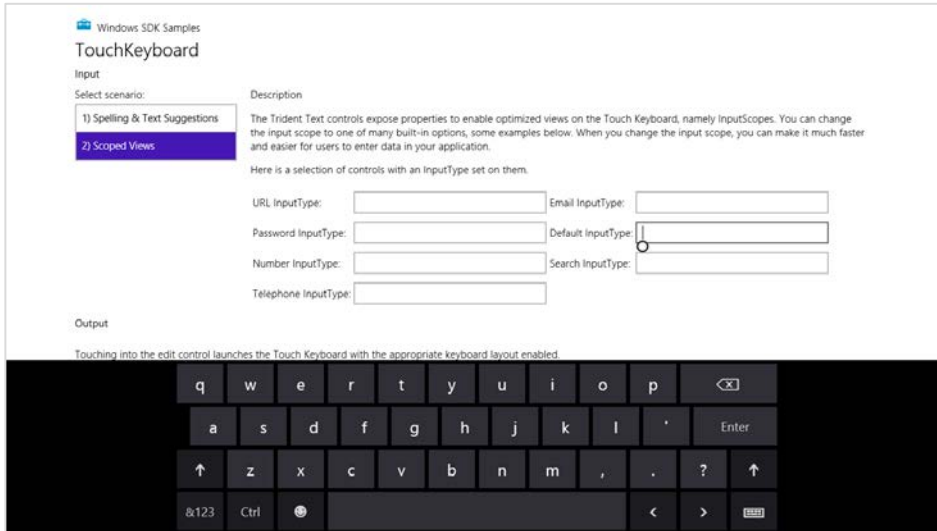 Windows SDK Samples
TouchKeyboard
Input
Select scenario:
1) Spelling & Text Suggestions
2) Scoped Views
Description
The Trident Text controls expose properties to enable optimized views on the Touch Keyboard, namely InputScopes. You can change
the input scope to one of many built-in options, some examples below. When you change the input scope, you can make it much faster
and easier for users to enter data in your application.
Here is a selection of controls with an InputType set on them.
URL InputType: Email InputType:
Password InputType: Default InputType:
Number InputType: Search InputType:
Telephone InputType:
Output
Touching into the edit control launches the Touch Keyboard with the appropriate keyboard layout enabled.
q w e r t y u i o p
a s d f g h j k l ' Enter
z x c v b n m , . ?
&123 Ctrl < >